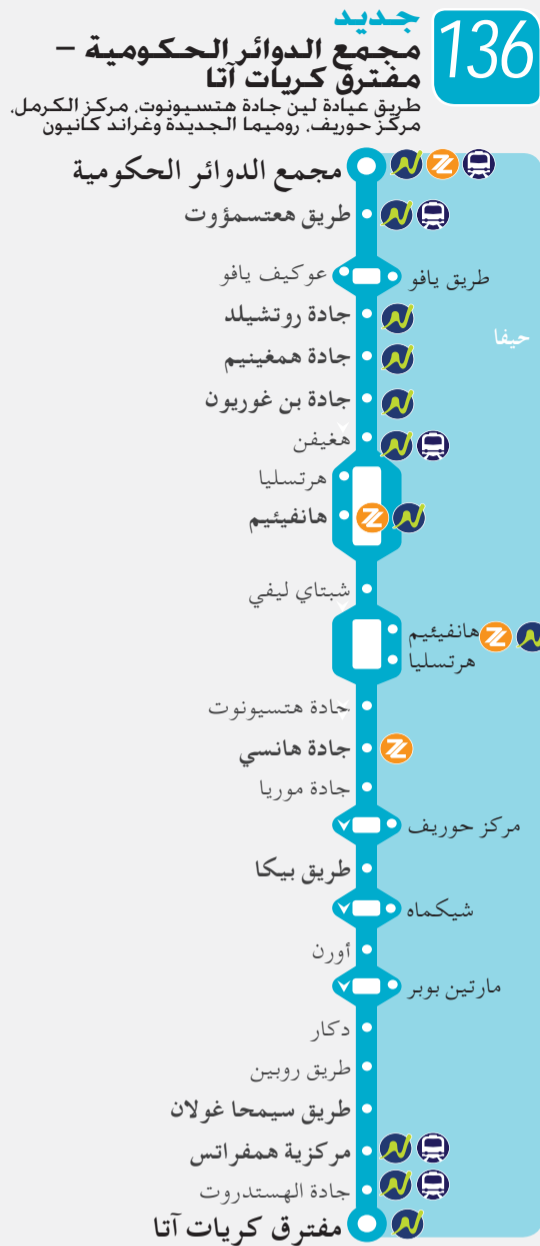 جديد
136
مجمع الدوائر الحكومية –
مفترق كريات آتا
طريق عيادة لين جادة هتسيونوت، مركز الكرمل،
مركز حوريف، روميما الجديدة وغراند كانيون
مجمع الدوائر الحكومية
طريق هعتسمؤوت
طريق يافو
عوكيف يافو
جادة روتشيلد
حيفا
جادة همغينيم
جادة بن غوريون
هغيفن
هرتسليا
هانفيئيم
شبتاي ليفي
هانفيئيم
هرتسليا
جادة هتسيونوت
جادة هانسي
جادة موريا
مركز حوريف
طريق بيكا
شيكماه
أورن
مارتين بوبر
دكار
طريق روبين
طريق سيمحا غولان
مركزية همفراتس
جادة الهستدروت
مفترق كريات آتا